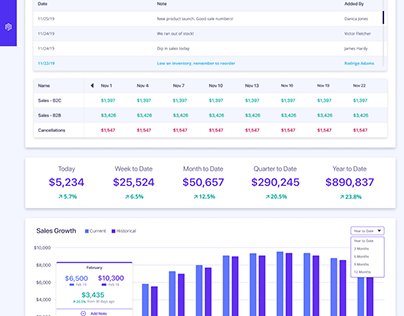 Date Note Added By
11/25/19 New product launch. Good sale numbers! Danica Jones
11/24/19 We ran out of stock! Victor Fletcher
11/24/19 Dip in sales today James Hardy
11/22/19 Low on inventory, remember to reorder Rodrigo Adams
Name Nov 1 Nov 4 Nov 7 Nov 10 Nov 13 Nov 16 Nov 19 Nov 22
Sales - B2C $1,397 $1,397 $1,397 $1,397 $1,397 $1,397 $1,397 $1,397
Sales - B2B $3,426 $3,426 $3,426 $3,426 $3,426 $3,426 $3,426 $3,426
Cancellations $1,547 $1,547 $1,547 $1,547 $1,547 $1,547 $1,547 $1,547
Today Week to Date Month to Date Quarter to Date Year to Date
$5,234 $25,524 $50,657 $290,245 $890,837
5.7% 6.5% 12.5% 20.5% 23.8%
Sales Growth Current Historical Year to Date
Year to Date
3 Months
6 Months
9 Months
12 Months
$10,000
$8,000
$6,000
$4,000
February
$6,500 $10,300
$3,435
Add Note